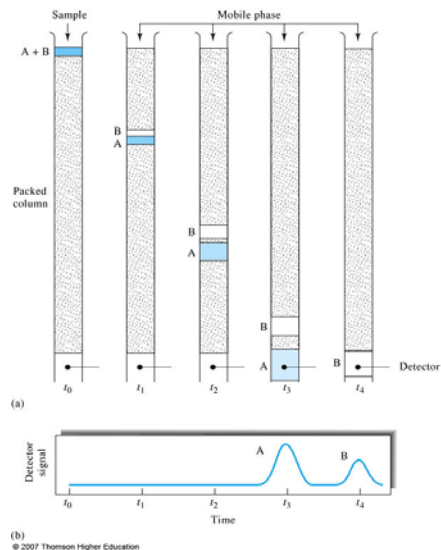 Sample
Mobile phase
A + B
B
A
Packed
column
B
A
B
A
B
Detector
t0
t1
t2
t3
t4
(a)
Detector
signal
A
B
t0
t1
t2
t3
t4
Time
(b)
© 2007 Thomson Higher Education